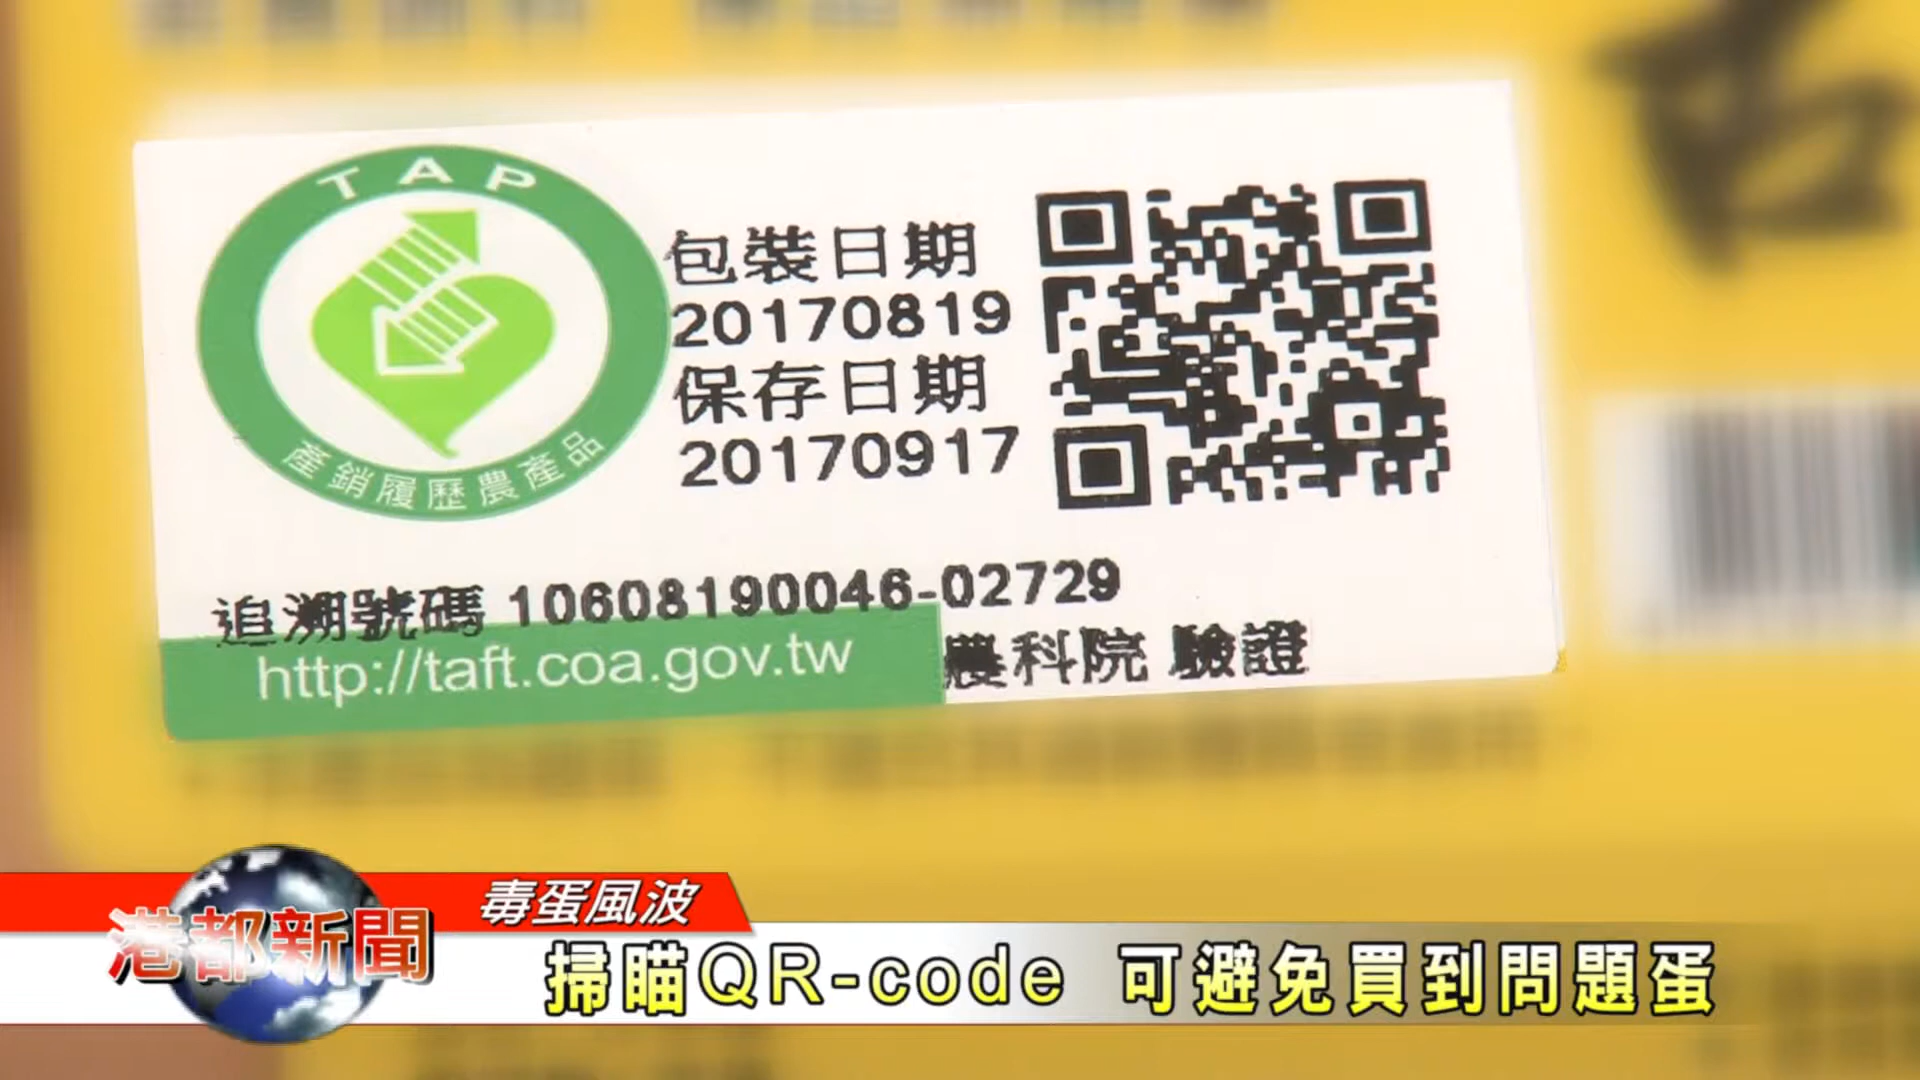 TAP
產銷履歷農產品
包裝日期
20170819
保存日期
20170917
追溯號碼 10608190046-02729
http://taft.coa.gov.tw
農科院 驗證
毒蛋風波
港都新聞
掃瞄QR-code 可避免買到問題蛋